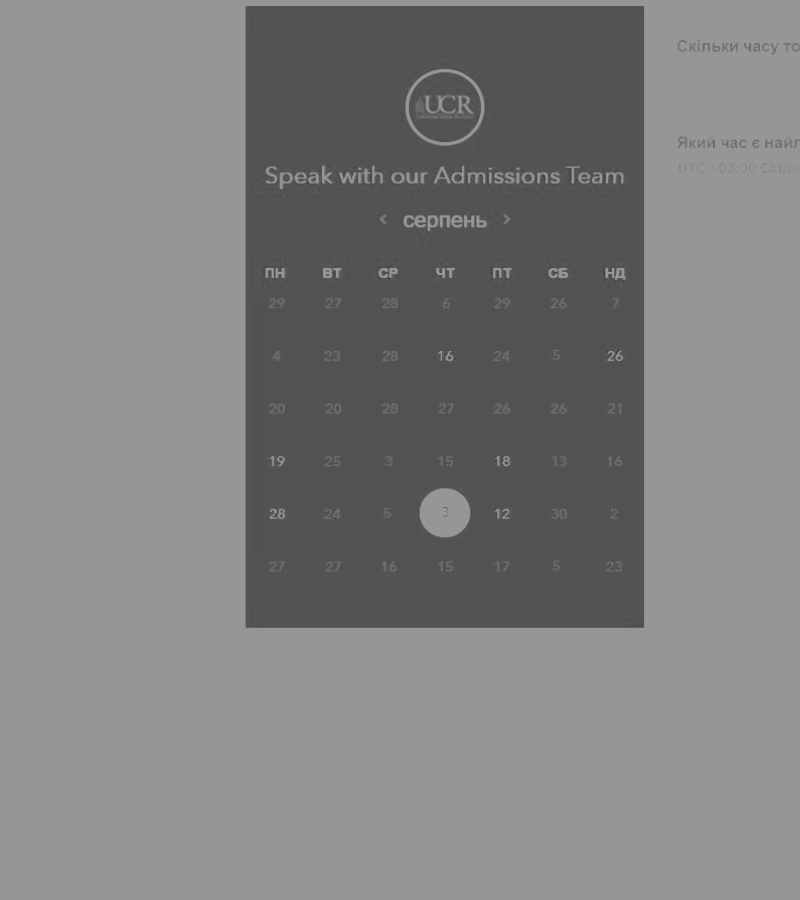 UCR
Speak with our Admissions Team
серпень
ПН ВТ СР ЧТ ПТ СБ НД
29 27 28 6 29 26 7
4 23 28 16 24 5 26
20 20 28 27 26 26 21
19 25 3 15 18 13 16
28 24 5 3 12 30 2
27 27 16 15 17 5 23
Скільки часу
Який час є
UTC +03:00